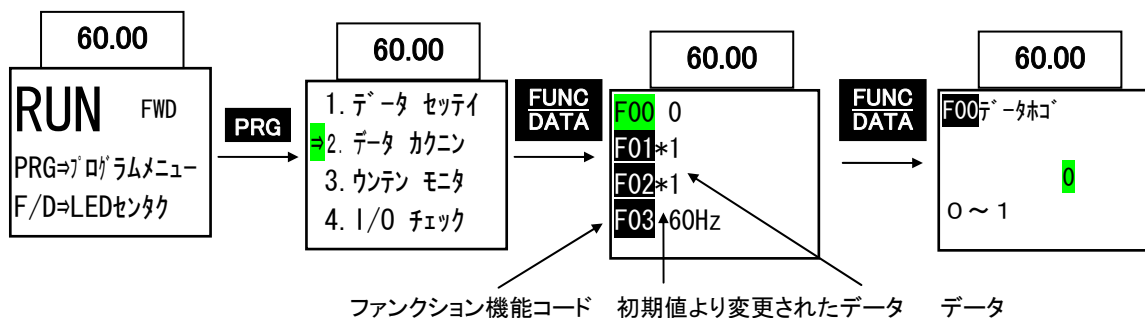 60.00
RUN FWD
PRG⇒ﾌﾟﾛｸﾞﾗﾑﾒﾆｭｰ
F/D⇒LEDｾﾝﾀｸ
PRG
60.00
1. ﾃﾞｰﾀ ｾｯﾃｲ
⇒2. ﾃﾞｰﾀ ｶｸﾆﾝ
3. ｳﾝﾃﾝ ﾓﾆﾀ
4. I/O ﾁｪｯｸ
FUNC
DATA
60.00
F00 0
F01*1
F02*1
F03 60Hz
FUNC
DATA
60.00
F00ﾃﾞｰﾀﾎｺﾞ
0
0～1
ファンクション機能コード 初期値より変更されたデータ データ